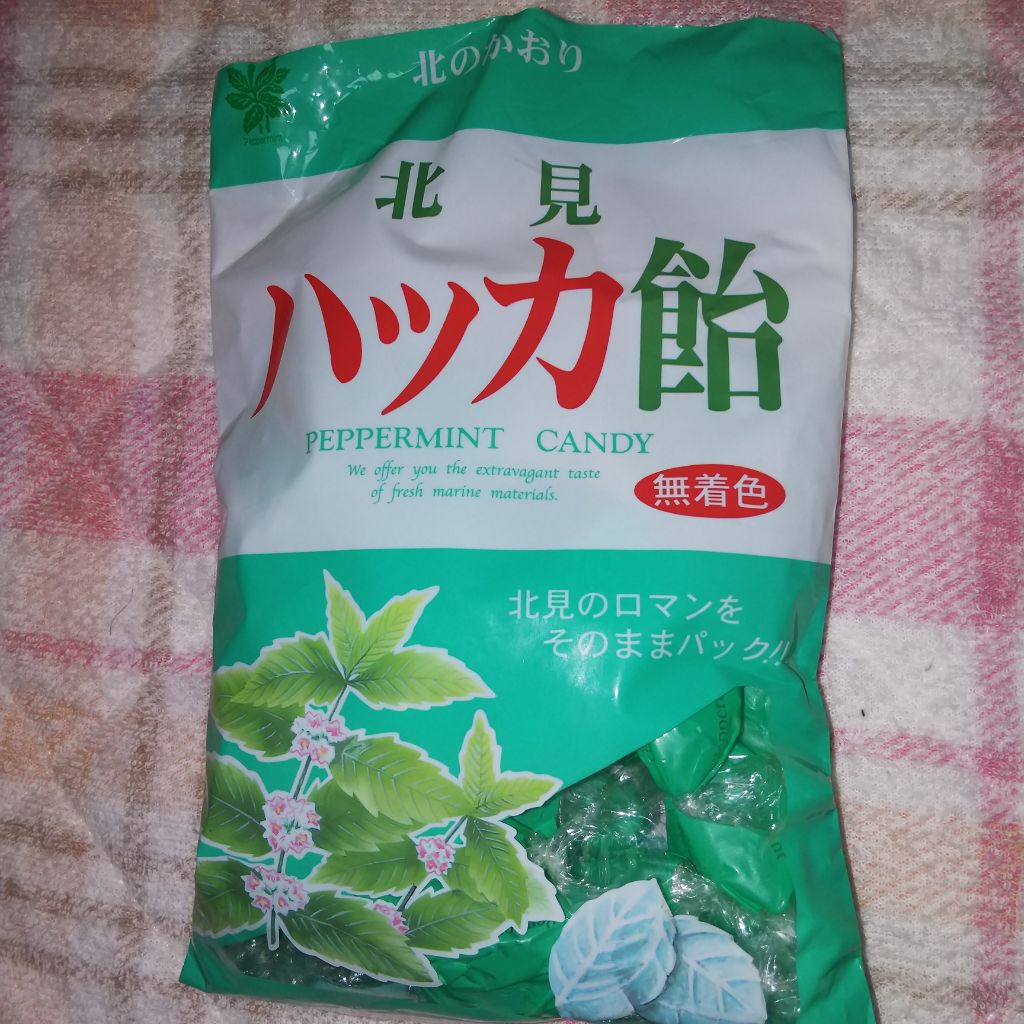 北のかおり
Peppermint
北見
ハッカ飴
PEPPERMINT CANDY
We offer you the extravagant taste
of fresh marine materials.
無着色
北見のロマンを
そのままパック!!